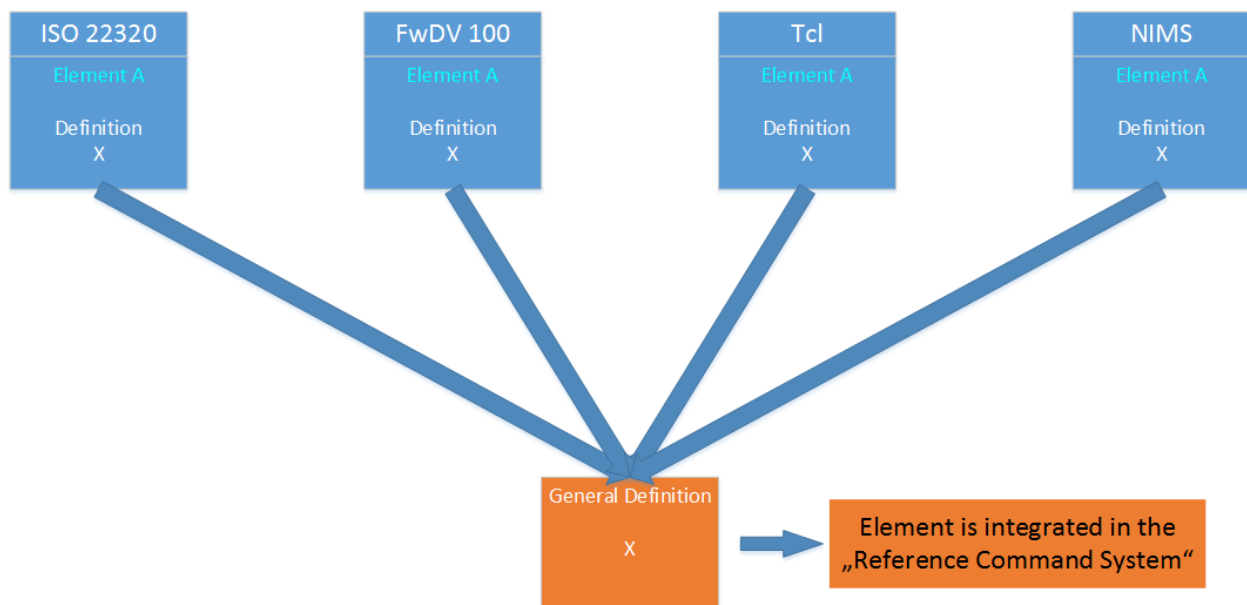 ISO 22320
FwDV 100
Tcl
NIMS
Element A
Element A
Element A
Element A
Definition
X
Definition
X
Definition
X
Definition
X
General Definition
X
Element is integrated in the
„Reference Command System“